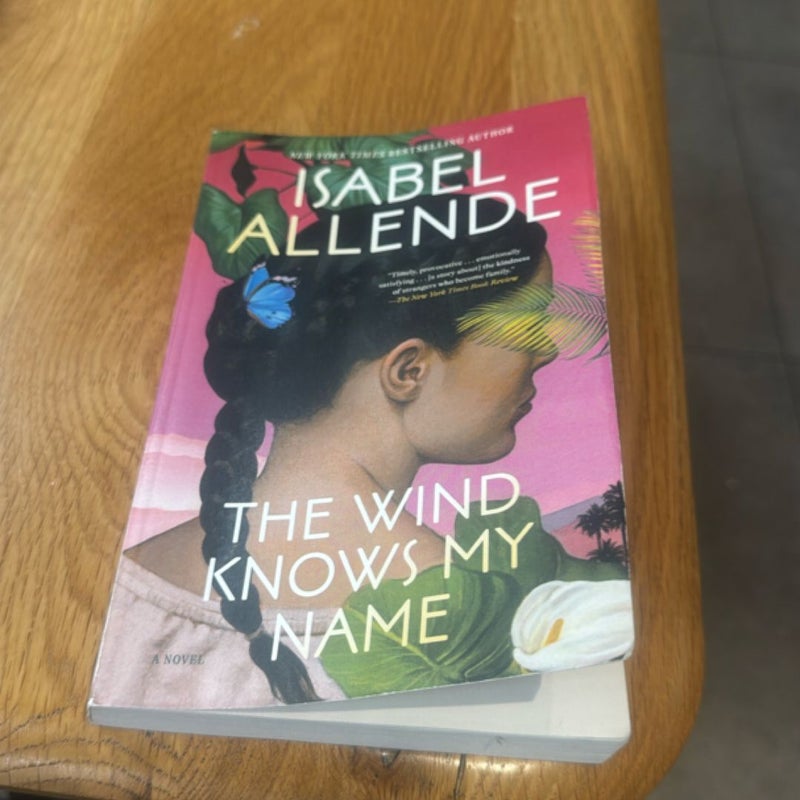 NEW YORK TIMES BESTSELLING AUTHOR
ISABEL
ALLENDE
"Timely, provocative . . . emotionally
satisfying . . . [a story about] the kindness
of strangers who become family."
—The New York Times Book Review
THE WIND
KNOWS MY
NAME
A NOVEL